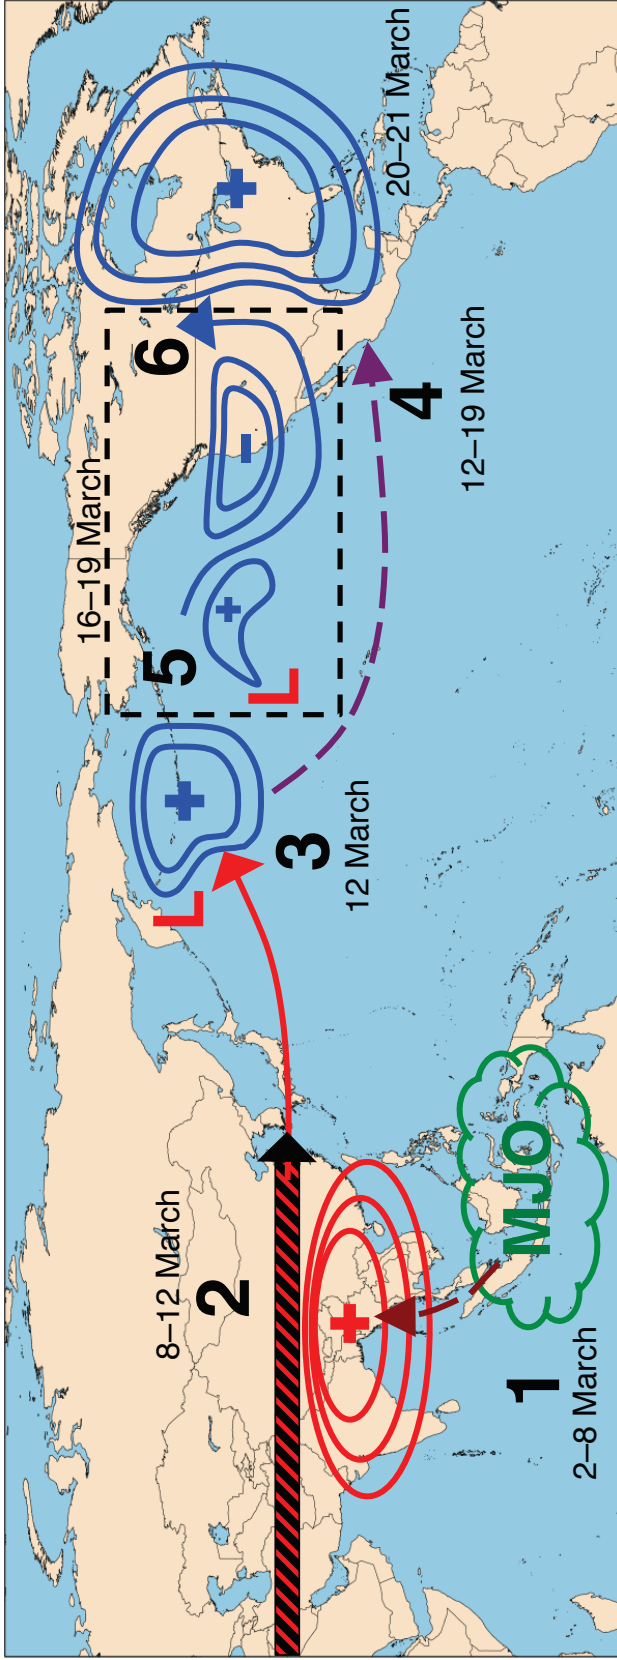 1
2–8 March
MJO
+
2
8–12 March
L
+
3
12 March
4
12–19 March
5
16–19 March
L
+
-
6
+
20–21 March